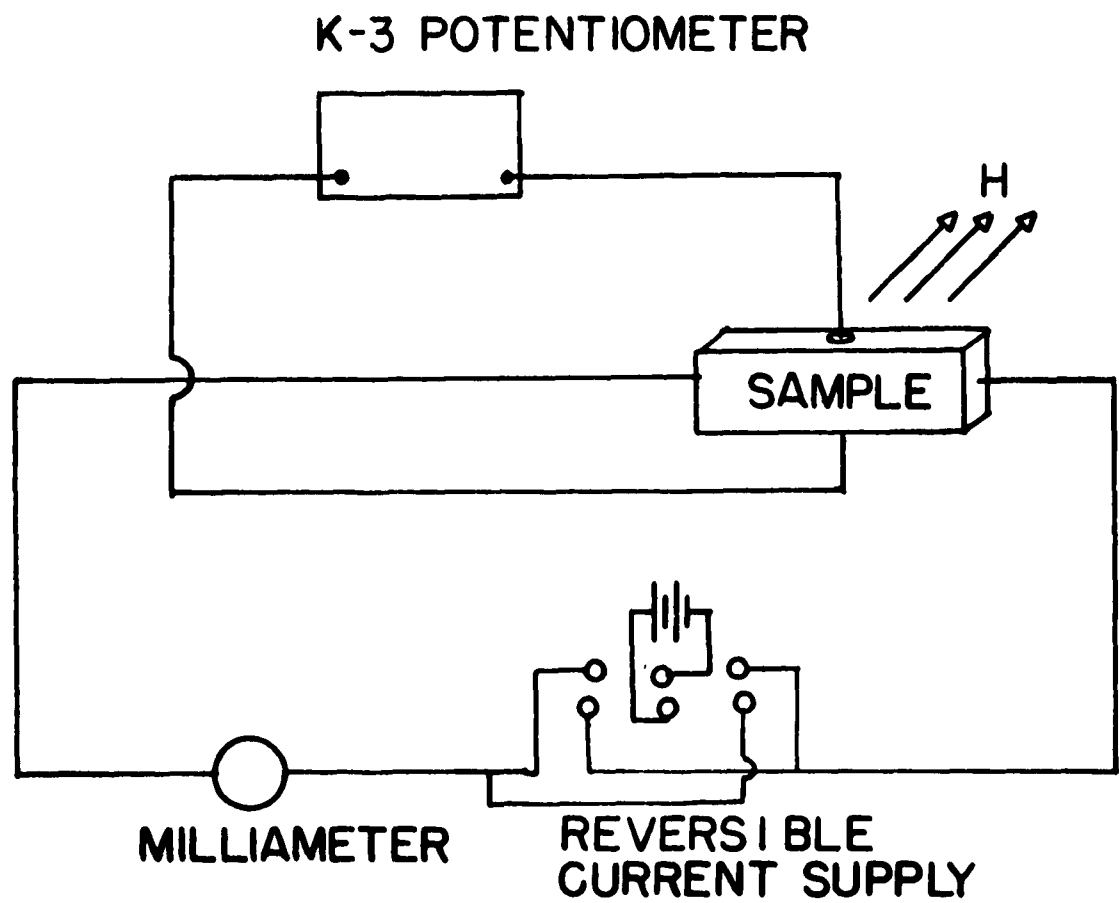 K-3 POTENTIOMETER
H
SAMPLE
MILLIAMETER
REVERSIBLE
CURRENT SUPPLY